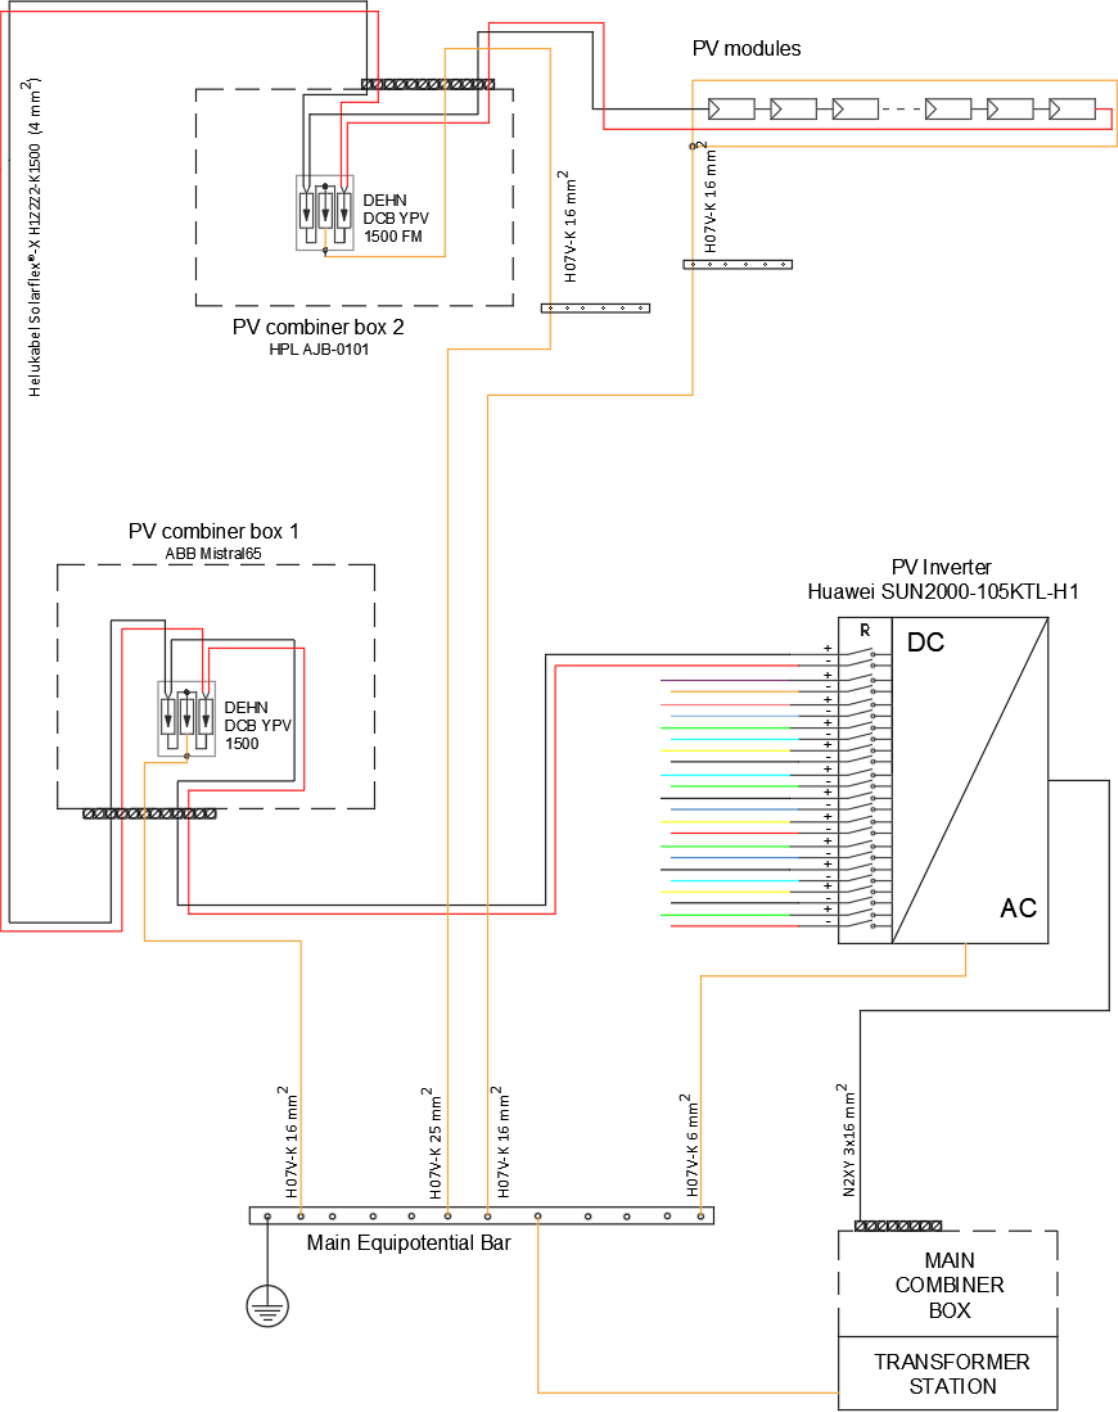 PV modules
Helukabel Solarflex®-X H1Z2Z2-K1500 (4 mm²)
DEHN
DCB YPV
1500 FM
H07V-K 16 mm²
H07V-K 16 mm²
PV combiner box 2
HPL AJB-0101
PV combiner box 1
ABB Mistral65
DEHN
DCB YPV
1500
PV Inverter
Huawei SUN2000-105KTL-H1
R
DC
+
-
+
-
+
-
+
-
+
-
+
-
+
-
+
-
+
-
+
-
+
-
+
-
AC
H07V-K 16 mm²
H07V-K 25 mm²
H07V-K 16 mm²
H07V-K 6 mm²
N2XY 3x16 mm²
Main Equipotential Bar
MAIN
COMBINER
BOX
TRANSFORMER
STATION